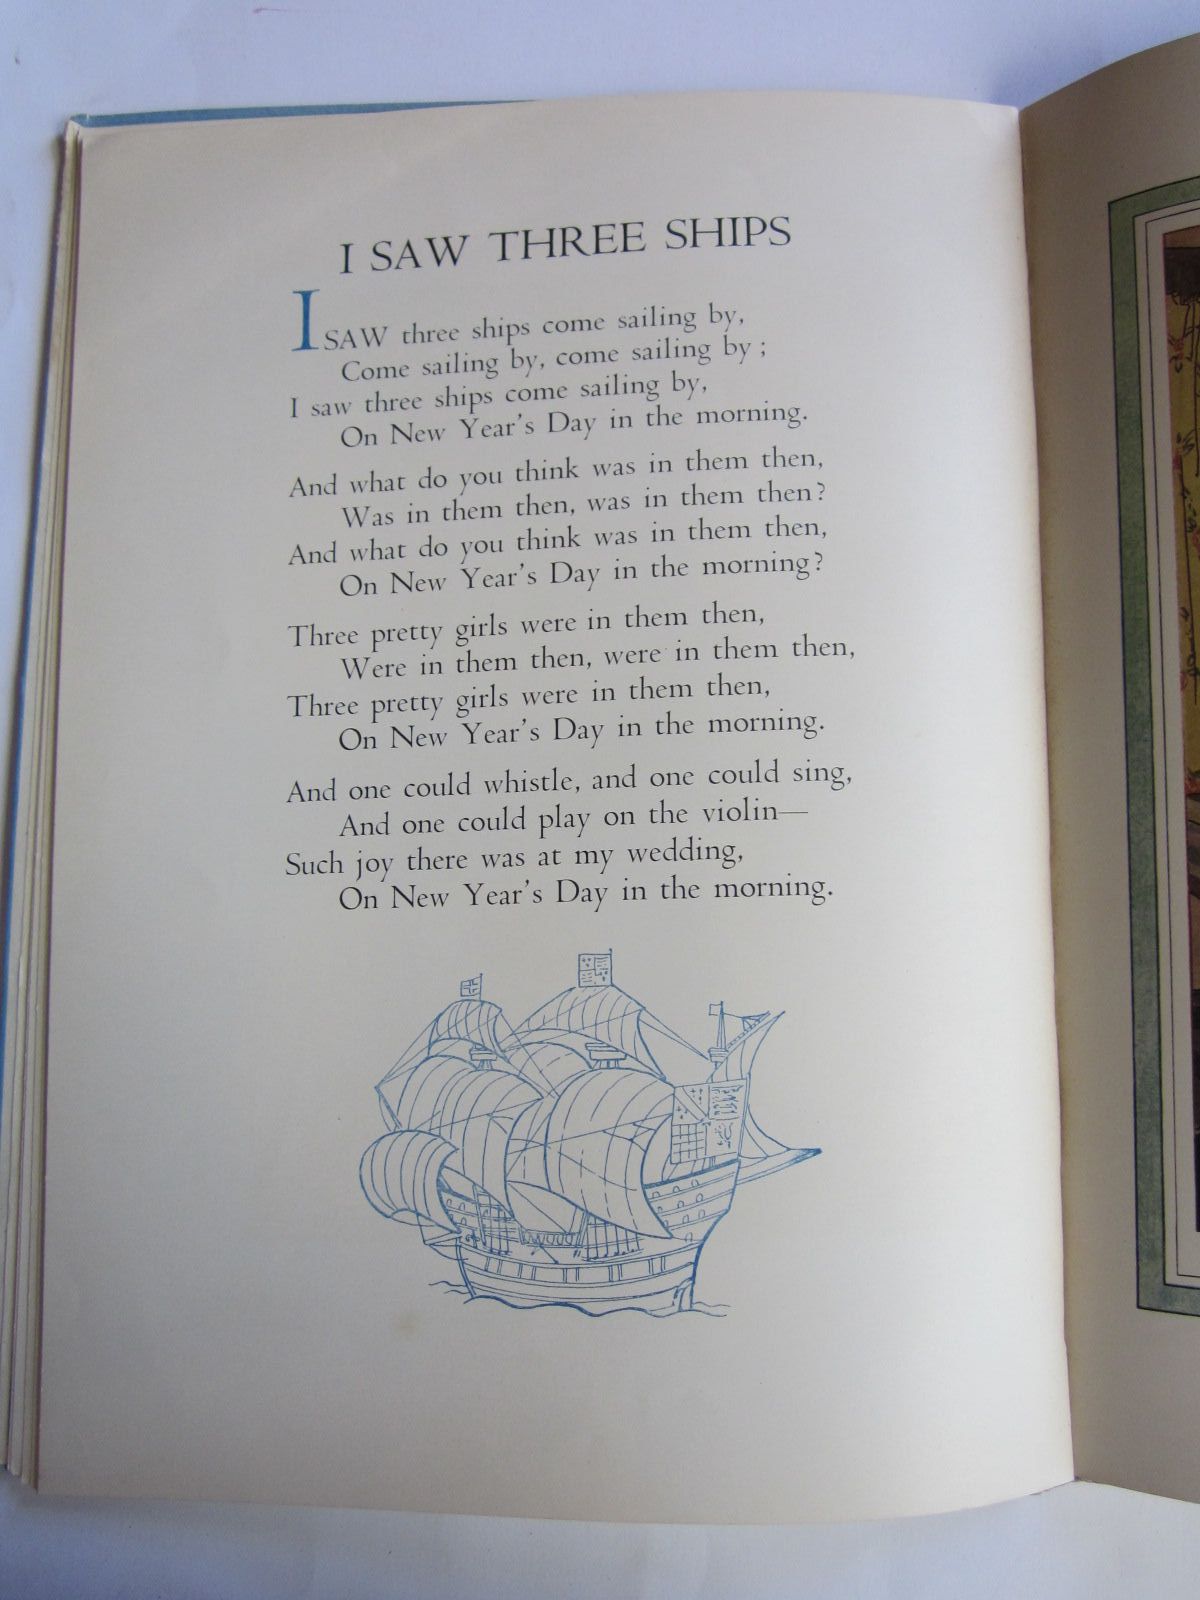 I SAW THREE SHIPS
I SAW three ships come sailing by,
Come sailing by, come sailing by ;
I saw three ships come sailing by,
On New Year's Day in the morning.
And what do you think was in them then,
Was in them then, was in them then?
And what do you think was in them then,
On New Year's Day in the morning?
Three pretty girls were in them then,
Were in them then, were in them then,
Three pretty girls were in them then,
On New Year's Day in the morning.
And one could whistle, and one could sing,
And one could play on the violin—
Such joy there was at my wedding,
On New Year's Day in the morning.